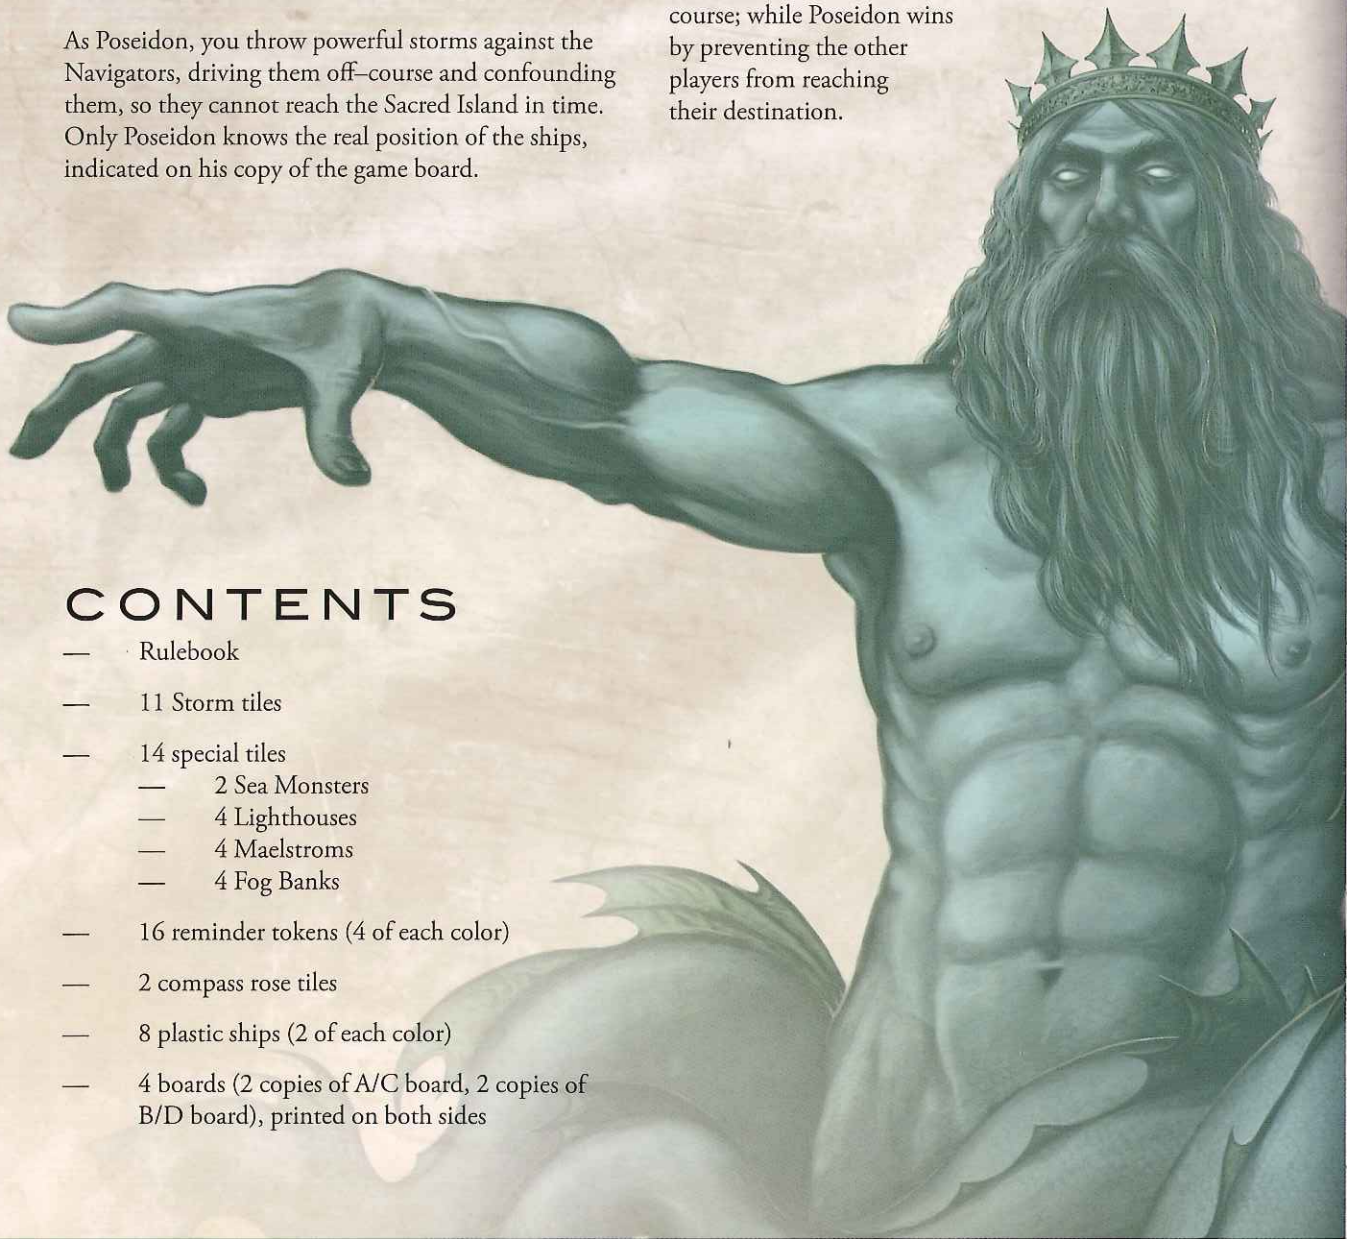 As Poseidon, you throw powerful storms against the
Navigators, driving them off–course and confounding
them, so they cannot reach the Sacred Island in time.
Only Poseidon knows the real position of the ships,
indicated on his copy of the game board.
course; while Poseidon wins
by preventing the other
players from reaching
their destination.
CONTENTS
— Rulebook
— 11 Storm tiles
— 14 special tiles
— 2 Sea Monsters
— 4 Lighthouses
— 4 Maelstroms
— 4 Fog Banks
— 16 reminder tokens (4 of each color)
— 2 compass rose tiles
— 8 plastic ships (2 of each color)
— 4 boards (2 copies of A/C board, 2 copies of
B/D board), printed on both sides